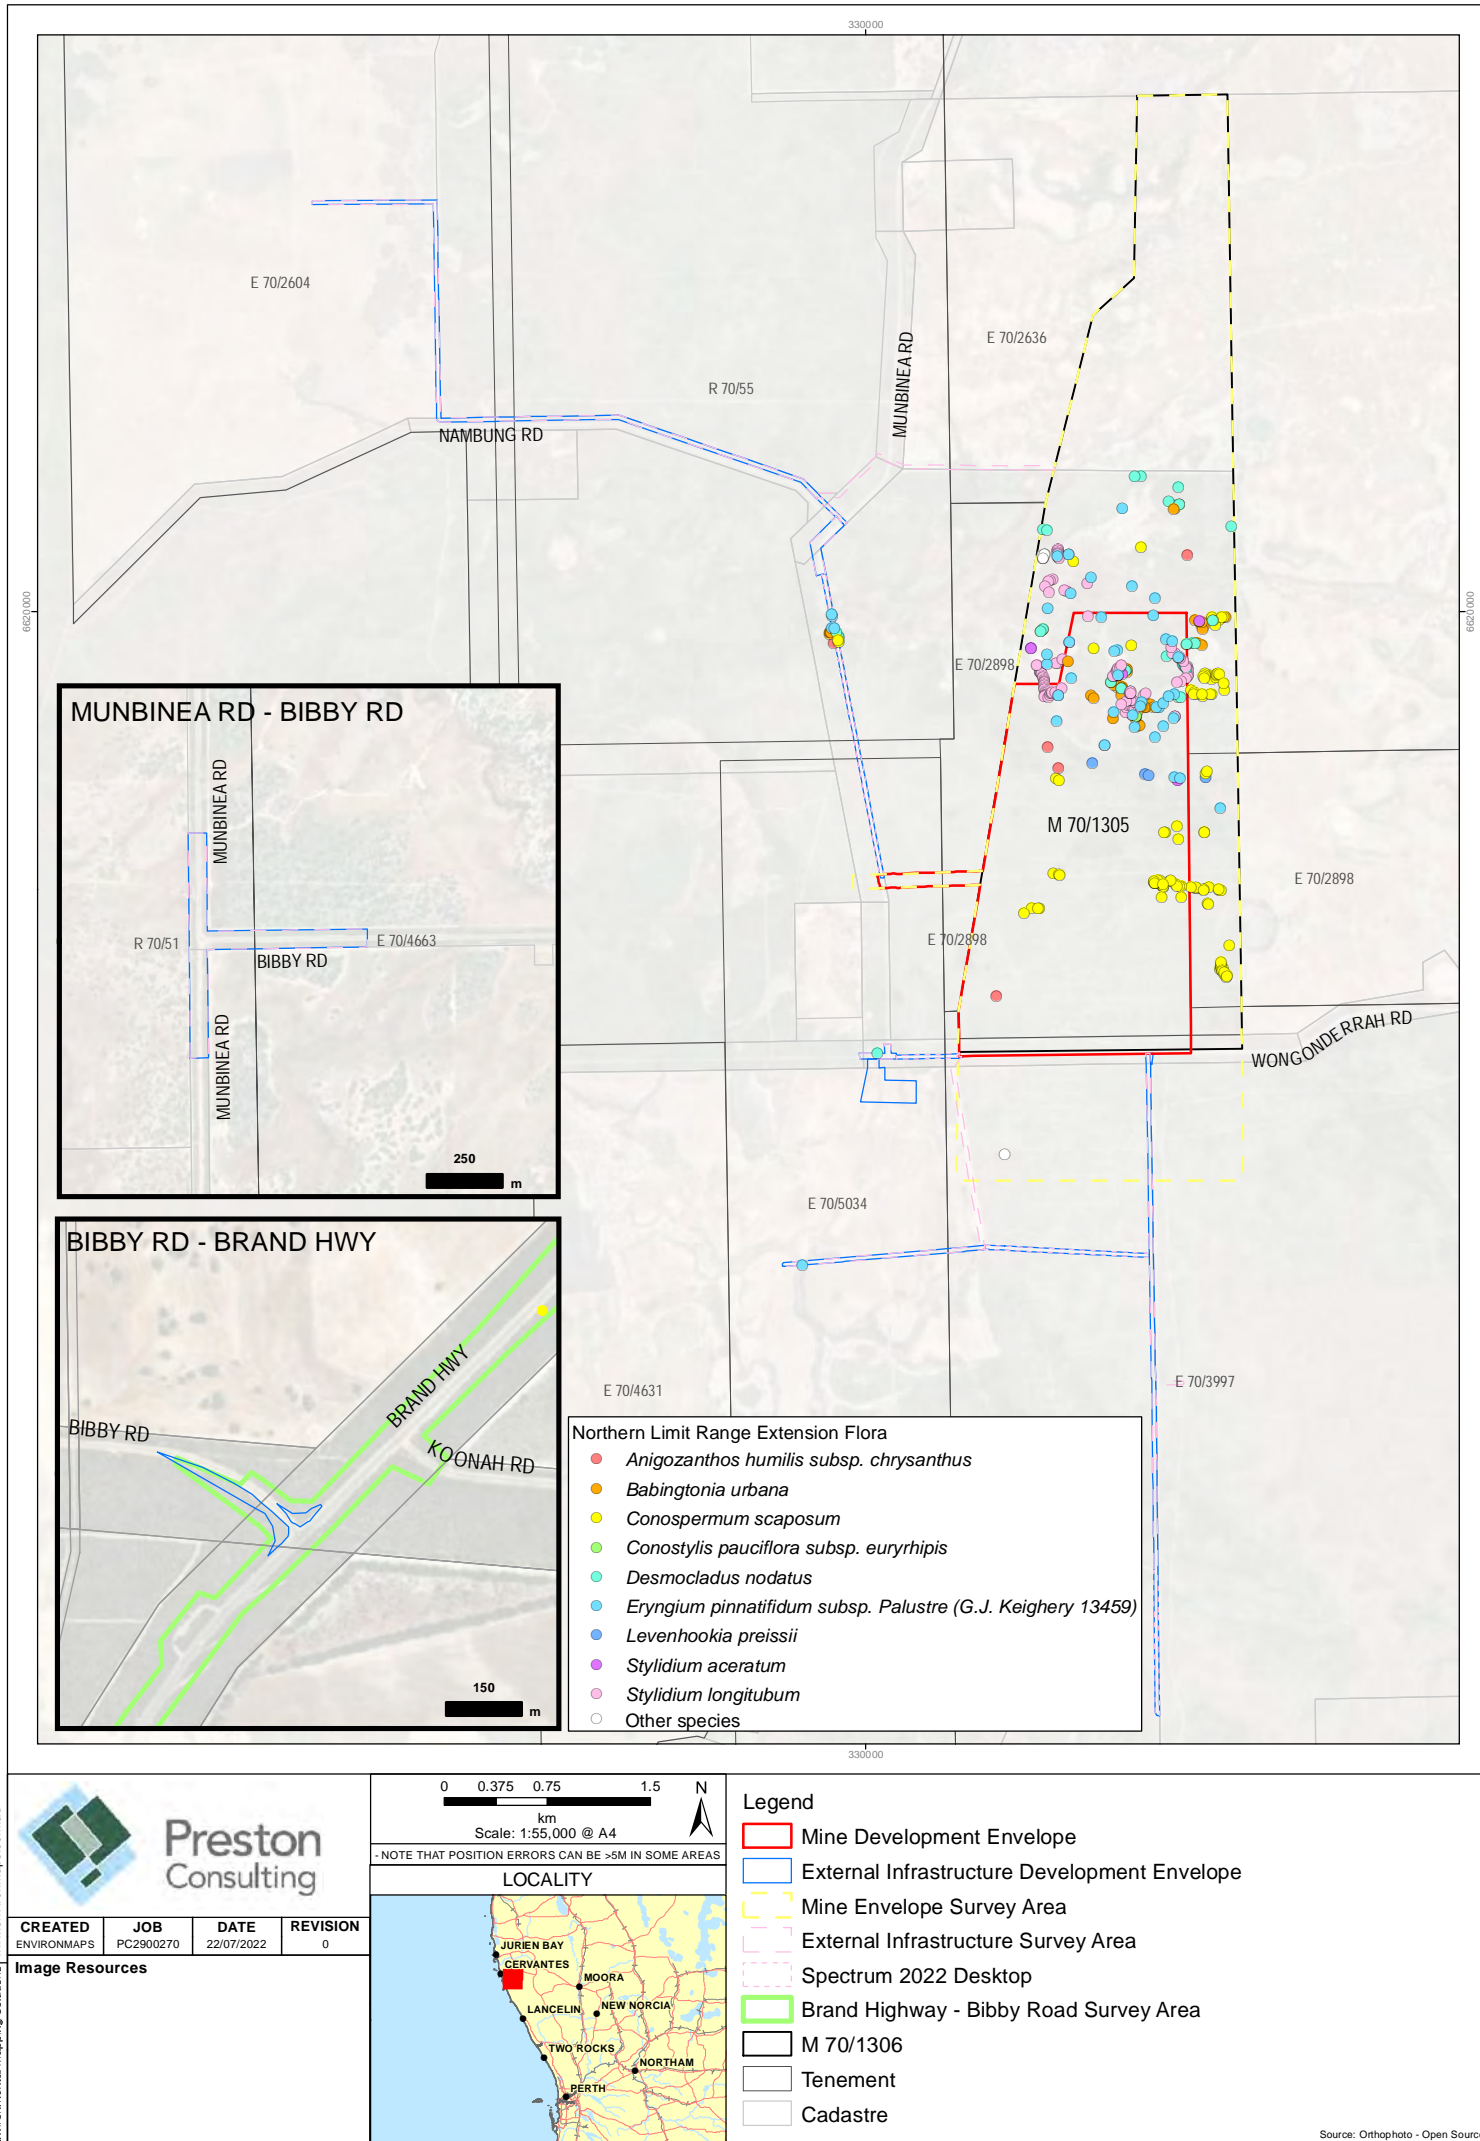 330000
E 70/2604
E 70/2636
MUNBINEA RD
R 70/55
NAMBUNG RD
6620000
6620000
E 70/2898
MUNBINEA RD - BIBBY RD
MUNBINEA RD
R 70/51
E 70/4663
BIBBY RD
MUNBINEA RD
250
m
M 70/1305
E 70/2898
E 70/2898
WONGONDERRAH RD
E 70/5034
BIBBY RD - BRAND HWY
BRAND HWY
BIBBY RD
KOONAH RD
150
m
E 70/4631
E 70/3997
Northern Limit Range Extension Flora
Anigozanthos humilis subsp. chrysanthus
Babingtonia urbana
Conospermum scaposum
Conostylis pauciflora subsp. euryrhipis
Desmocladus nodatus
Eryngium pinnatifidum subsp. Palustre (G.J. Keighery 13459)
Levenhookia preissii
Stylidium aceratum
Stylidium longitubum
Other species
330000
Preston
Consulting
CREATED JOB DATE REVISION
ENVIRONMAPS PC2900270 22/07/2022 0
Image Resources
0 0.375 0.75 1.5
km
Scale: 1:55,000 @ A4
N
- NOTE THAT POSITION ERRORS CAN BE >5M IN SOME AREAS
LOCALITY
JURIEN BAY
CERVANTES
MOORA
LANCELIN
NEW NORCIA
TWO ROCKS
NORTHAM
PERTH
Legend
Mine Development Envelope
External Infrastructure Development Envelope
Mine Envelope Survey Area
External Infrastructure Survey Area
Spectrum 2022 Desktop
Brand Highway - Bibby Road Survey Area
M 70/1306
Tenement
Cadastre
Source: Orthophoto - Open Source